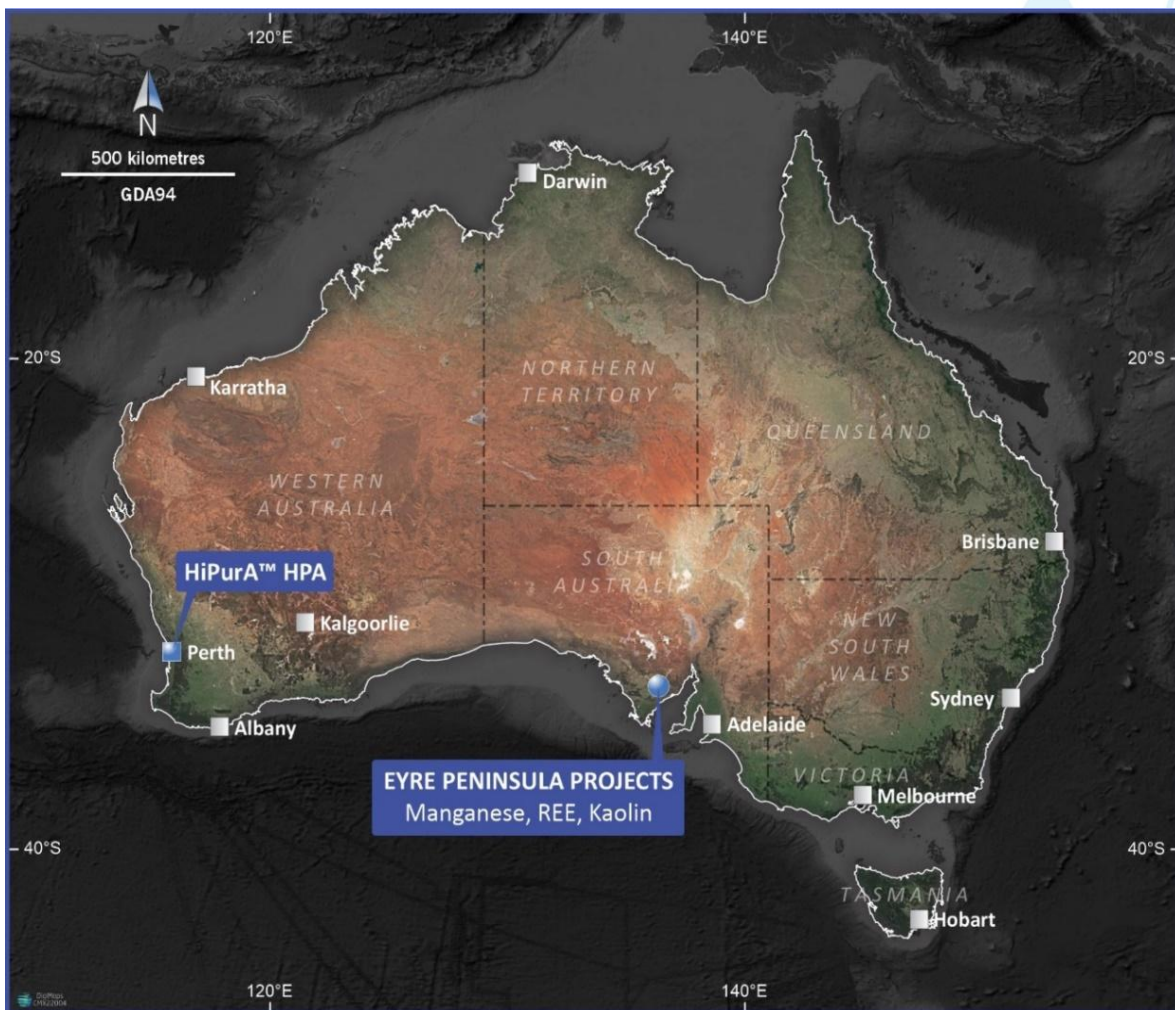 120°E
140°E
N
500 kilometres
GDA94
Darwin
20°S
20°S
Karratha
NORTHERN
TERRITORY
QUEENSLAND
WESTERN
AUSTRALIA
Brisbane
SOUTH
AUSTRALI
HiPurA™ HPA
Kalgoorlie
NEW
SOUTH
WALES
Perth
Sydney
Albany
Adelaide
EYRE PENINSULA PROJECTS
Manganese, REE, Kaolin
VICTORIA
Melbourne
40°S
40°S
TASMANIA
Hobart
120°E
140°E